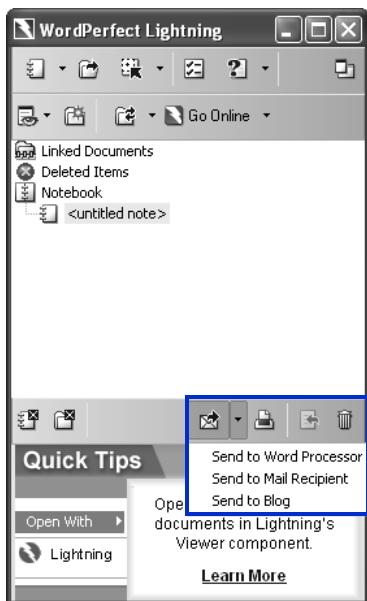 WordPerfect Lightning
Go Online
Linked Documents
Deleted Items
Notebook
<untitled note>
Quick Tips
Send to Word Processor
Send to Mail Recipient
Send to Blog
Open With
Lightning
Ope
documents in Lightning's
Viewer component.
Learn More